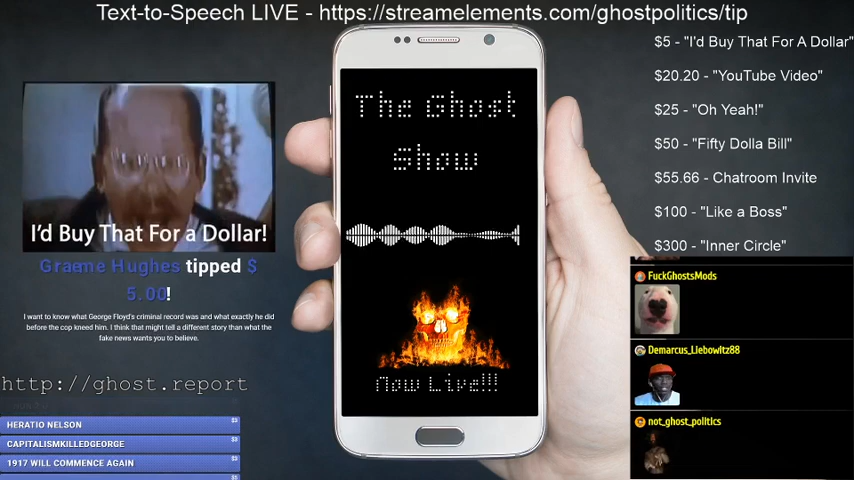 Text-to-Speech LIVE - https://streamelements.com/ghostpolitics/tip
$5 - "I'd Buy That For A Dollar"
$20.20 - "YouTube Video"
$25 - "Oh Yeah!"
$50 - "Fifty Dolla Bill"
$55.66 - Chatroom Invite
$100 - "Like a Boss"
$300 - "Inner Circle"
The Ghost
Show
Now Live!!!
I'd Buy That For a Dollar!
Graeme Hughes tipped $
5.00!
I want to know what George Floyd's criminal record was and what exactly he did
before the cop kneed him. I think that might tell a different story than what the
fake news wants you to believe.
http://ghost.report
HERATIO NELSON
$5
CAPITALISMKILLEDGEORGE
$5
1917 WILL COMMENCE AGAIN
$5
FuckGhostsMods
Demarcus_Liebowitz88
not_ghost_politics